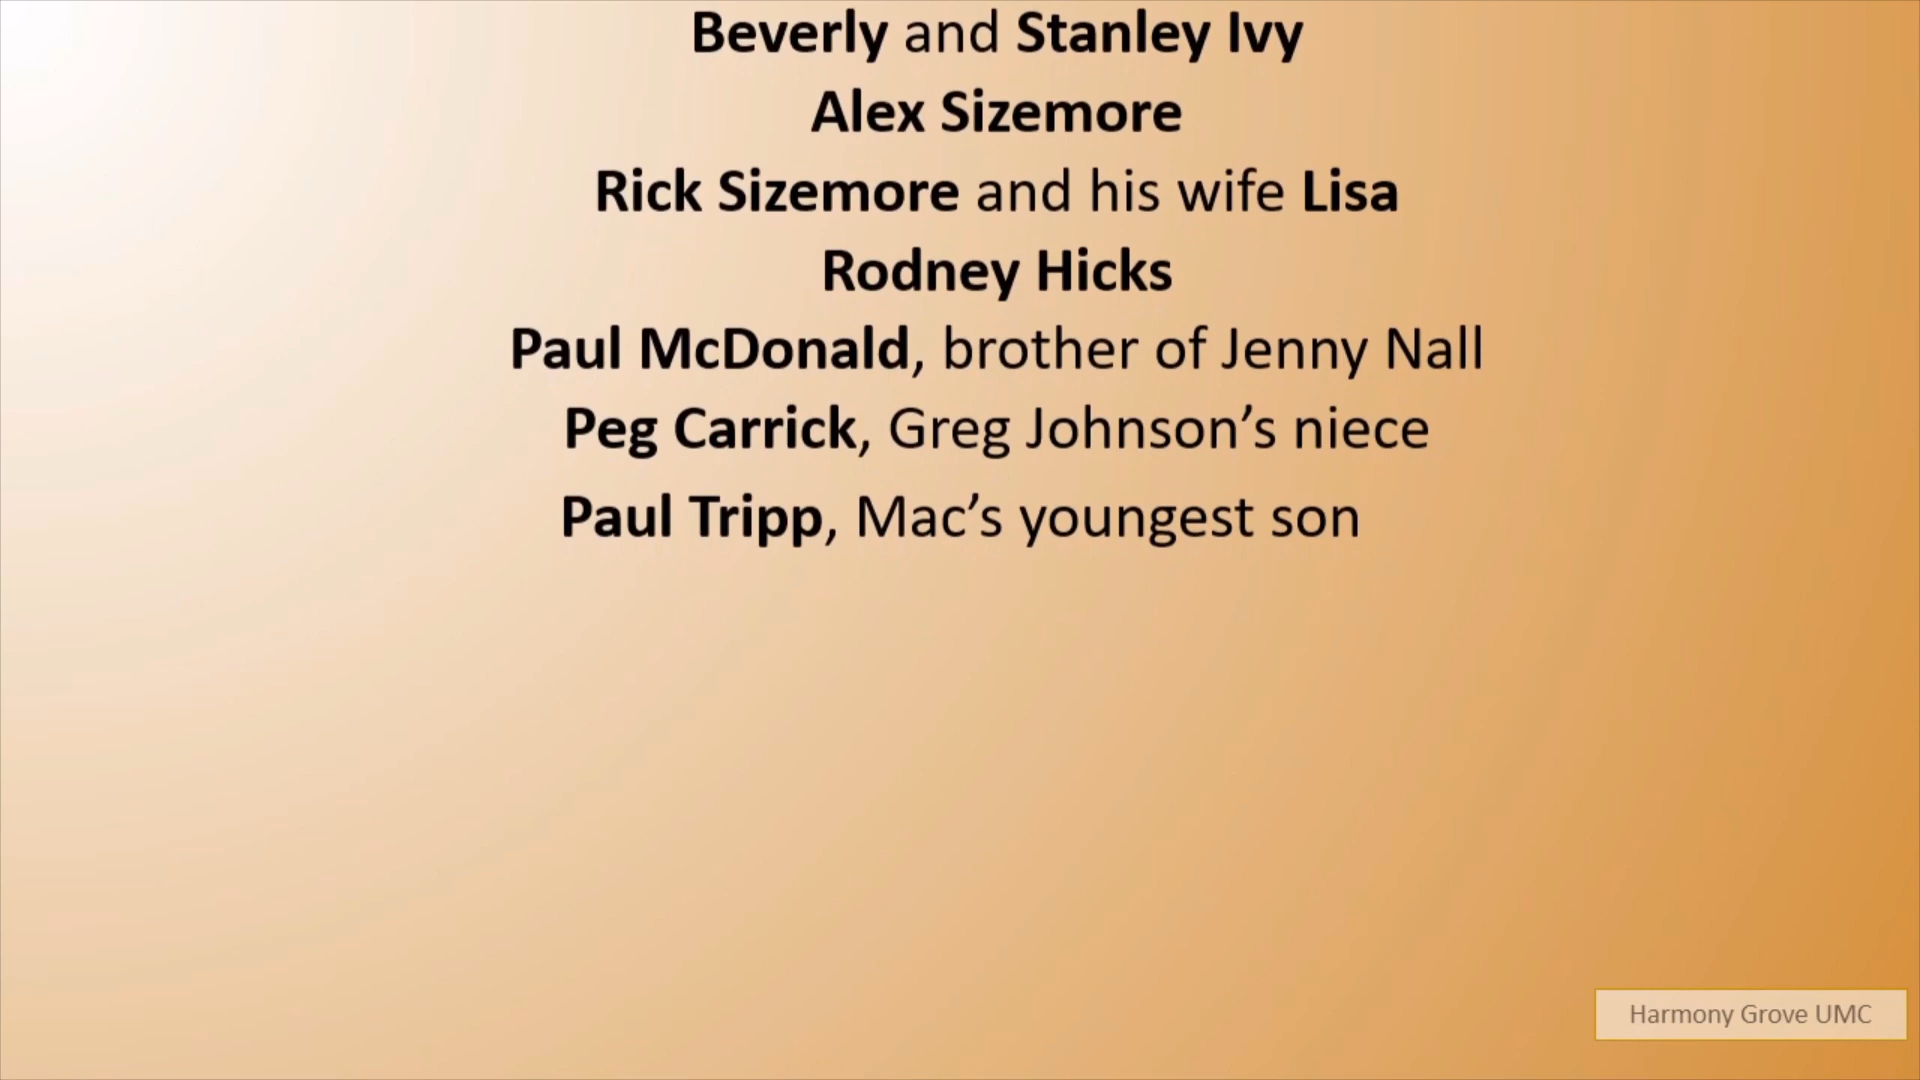 Beverly and Stanley Ivy
Alex Sizemore
Rick Sizemore and his wife Lisa
Rodney Hicks
Paul McDonald, brother of Jenny Nall
Peg Carrick, Greg Johnson’s niece
Paul Tripp, Mac’s youngest son
Harmony Grove UMC